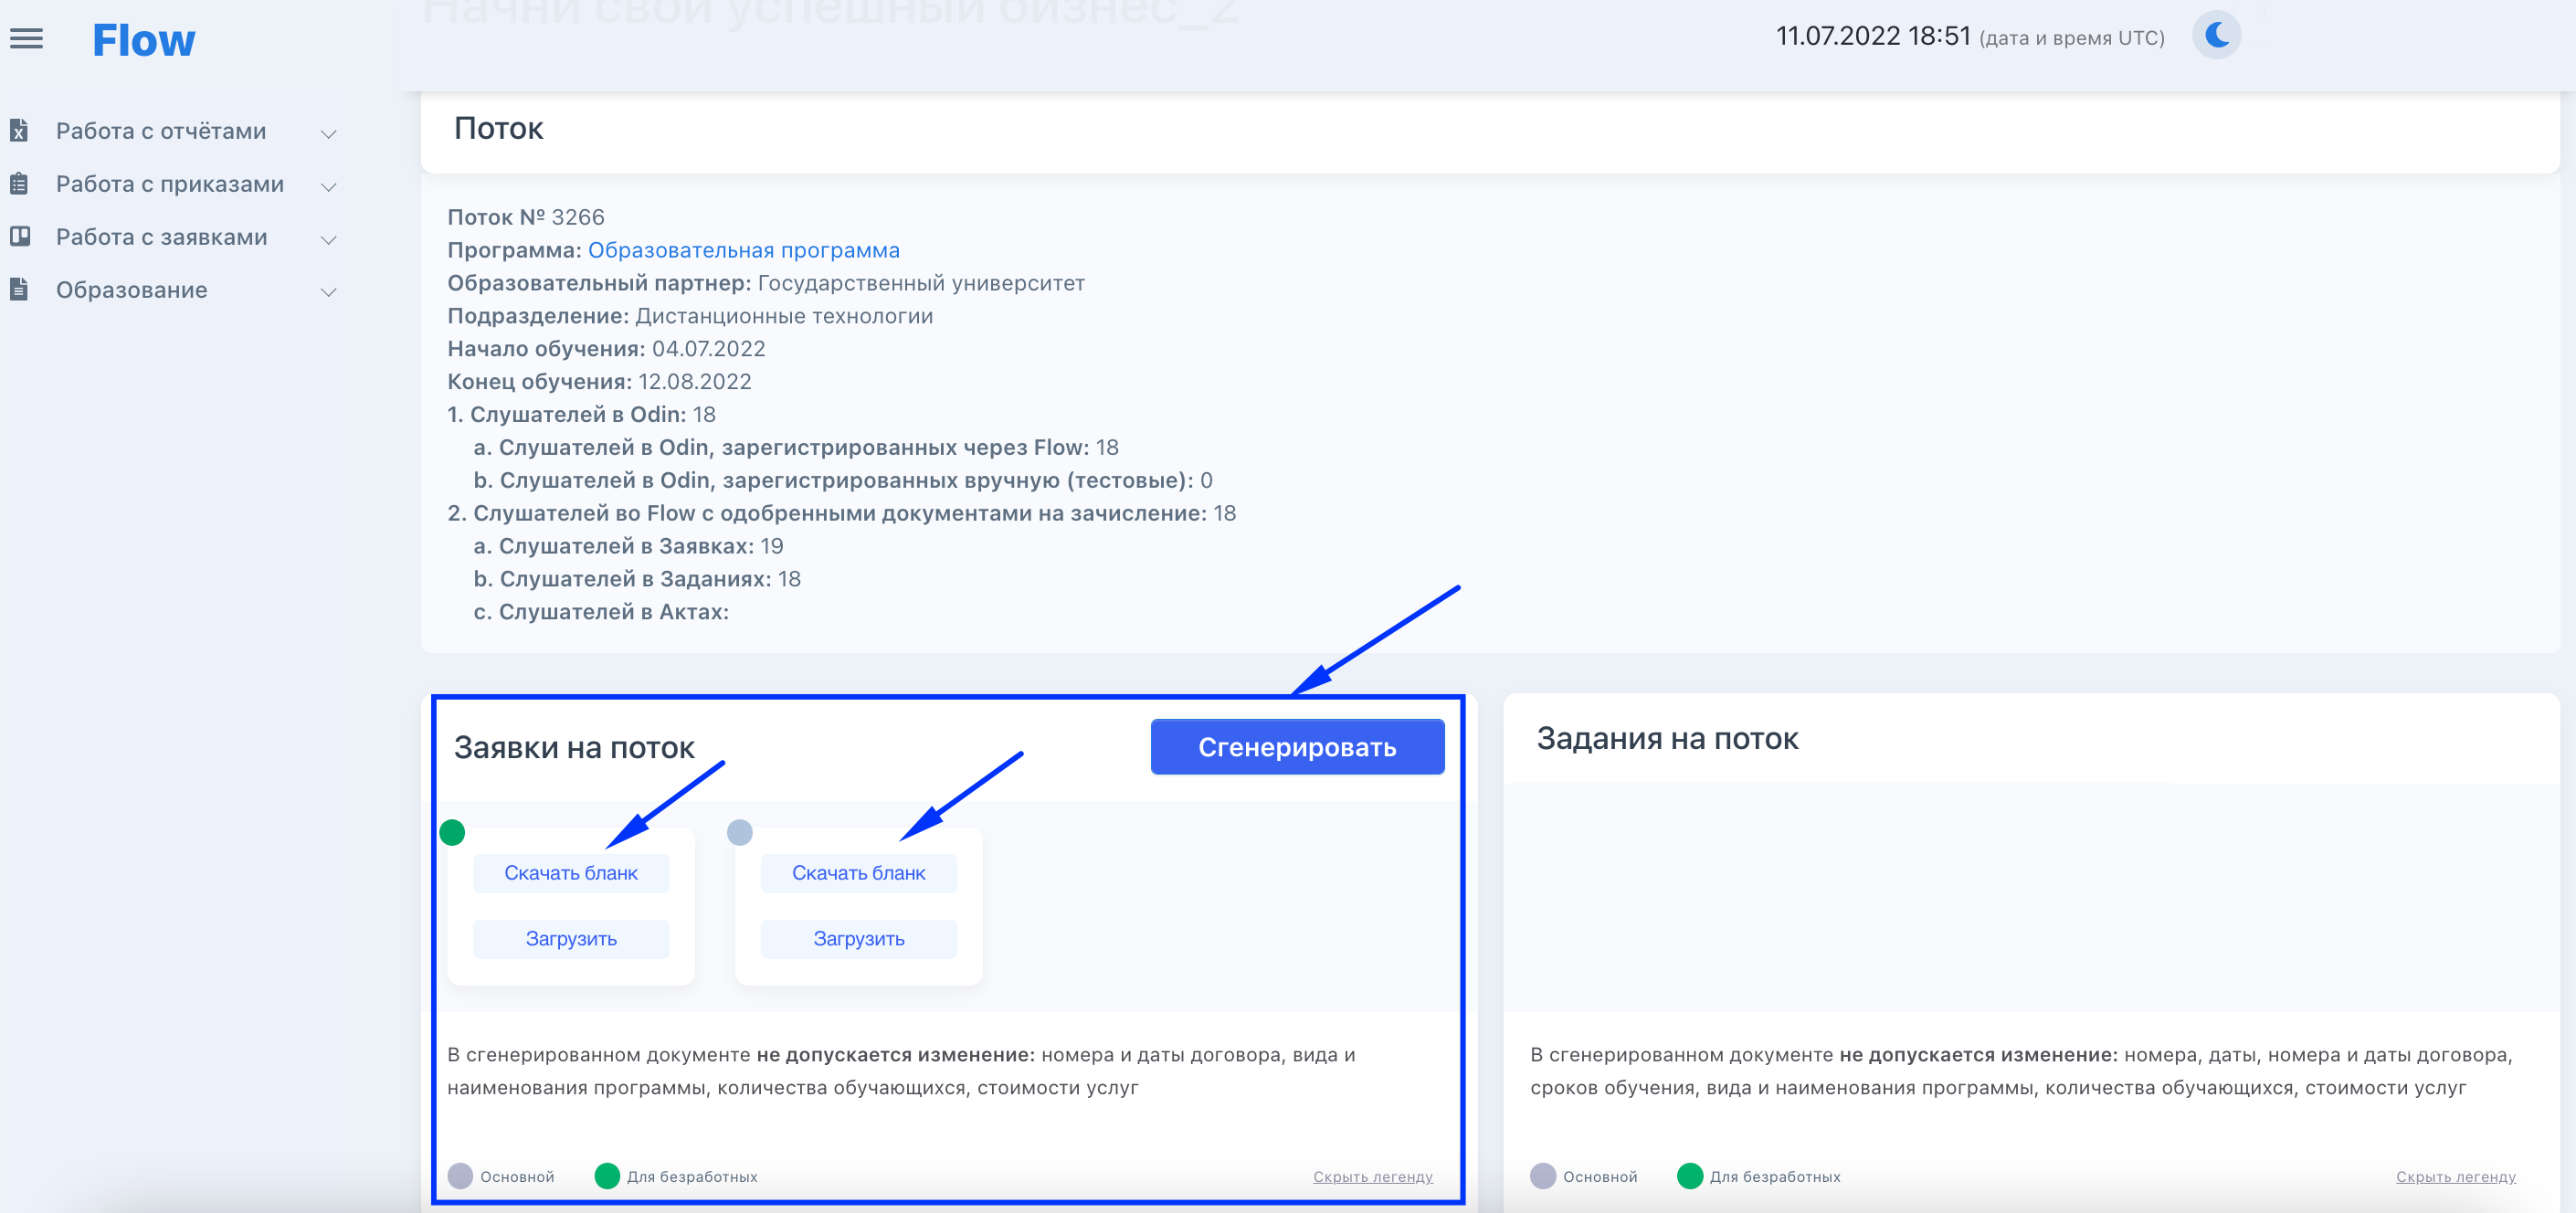 Начни свой успешный бизнес_2
Flow
11.07.2022 18:51 (дата и время UTC)
Работа с отчётами
Работа с приказами
Работа с заявками
Образование
Поток
Поток № 3266
Программа: Образовательная программа
Образовательный партнер: Государственный университет
Подразделение: Дистанционные технологии
Начало обучения: 04.07.2022
Конец обучения: 12.08.2022
1. Слушателей в Odin: 18
a. Слушателей в Odin, зарегистрированных через Flow: 18
b. Слушателей в Odin, зарегистрированных вручную (тестовые): 0
2. Слушателей во Flow с одобренными документами на зачисление: 18
a. Слушателей в Заявках: 19
b. Слушателей в Заданиях: 18
c. Слушателей в Актах:
Заявки на поток
Сгенерировать
Скачать бланк
Загрузить
Скачать бланк
Загрузить
В сгенерированном документе не допускается изменение: номера и даты договора, вида и
наименования программы, количества обучающихся, стоимости услуг
Основной
Для безработных
Скрыть легенду
Задания на поток
В сгенерированном документе не допускается изменение: номера, даты, номера и даты договора,
сроков обучения, вида и наименования программы, количества обучающихся, стоимости услуг
Основной
Для безработных
Скрыть легенду